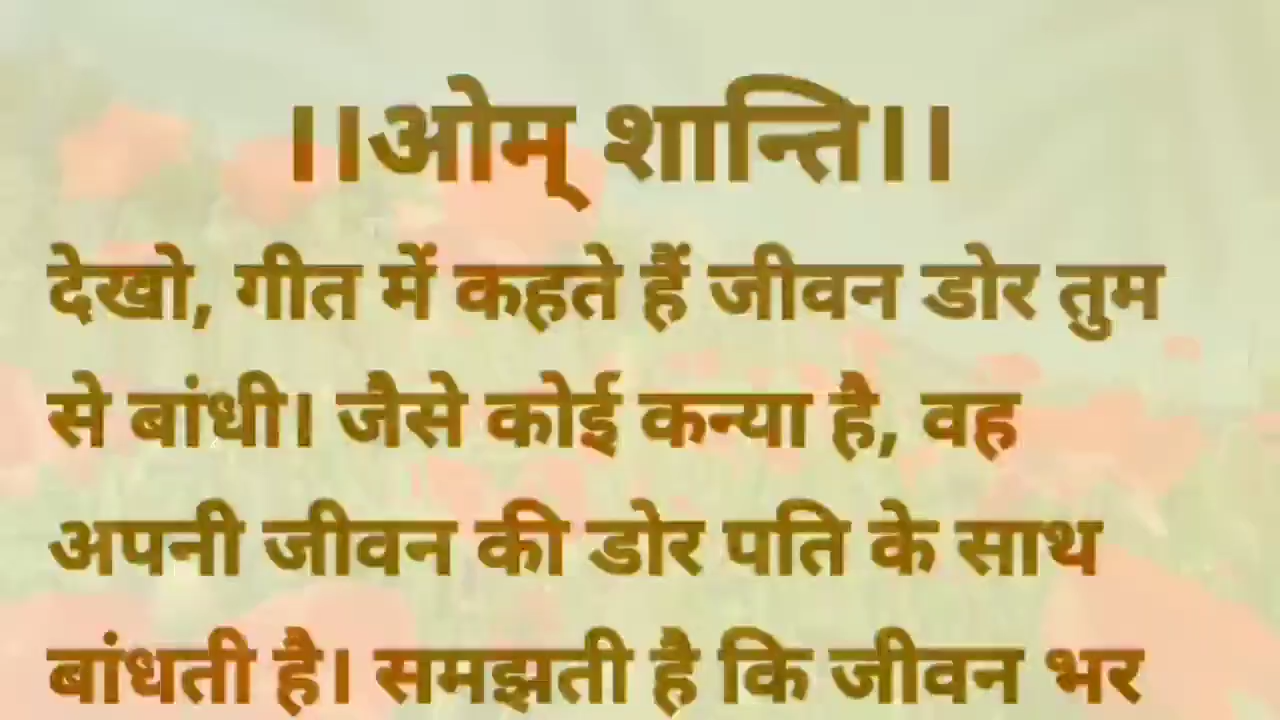 ।।ओम् शान्ति।।
देखो, गीत में कहते हैं जीवन डोर तुम
से बांधी। जैसे कोई कन्या है, वह
अपनी जीवन की डोर पति के साथ
बांधती है। समझती है कि जीवन भर